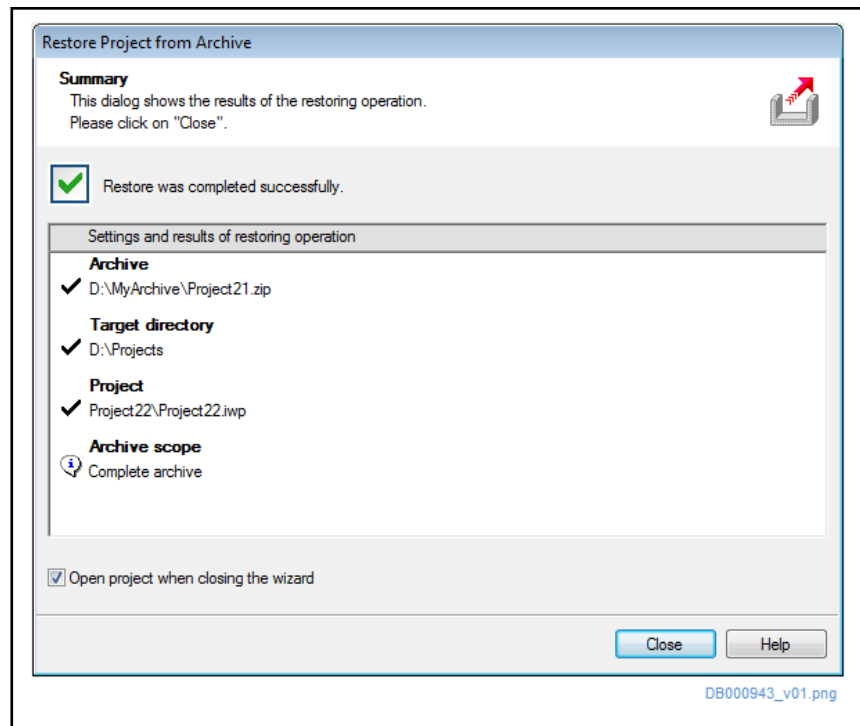 Restore Project from Archive
Summary
This dialog shows the results of the restoring operation.
Please click on "Close".
Restore was completed successfully.
Settings and results of restoring operation
Archive
D:\MyArchive\Project21.zip
Target directory
D:\Projects
Project
Project22\Project22.iwp
Archive scope
Complete archive
Open project when closing the wizard
Close Help
DB000943_v01.png